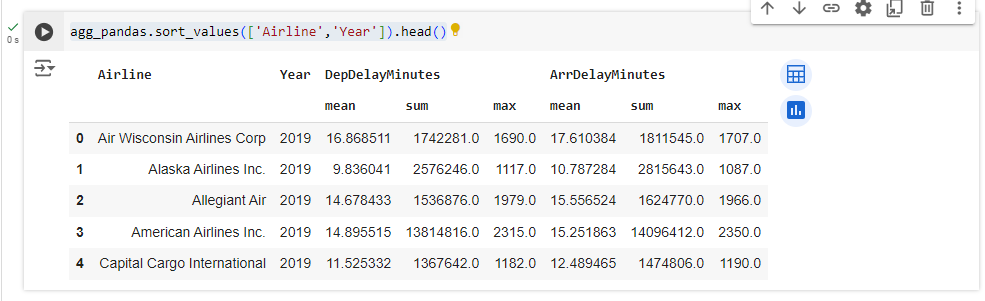 agg_pandas.sort_values(['Airline','Year']).head()
0s
Airline Year DepDelayMinutes ArrDelayMinutes
mean sum max mean sum max
0 Air Wisconsin Airlines Corp 2019 16.868511 1742281.0 1690.0 17.610384 1811545.0 1707.0
1 Alaska Airlines Inc. 2019 9.836041 2576246.0 1117.0 10.787284 2815643.0 1087.0
2 Allegiant Air 2019 14.678433 1536876.0 1979.0 15.556524 1624770.0 1966.0
3 American Airlines Inc. 2019 14.895515 13814816.0 2315.0 15.251863 14096412.0 2350.0
4 Capital Cargo International 2019 11.525332 1367642.0 1182.0 12.489465 1474806.0 1190.0